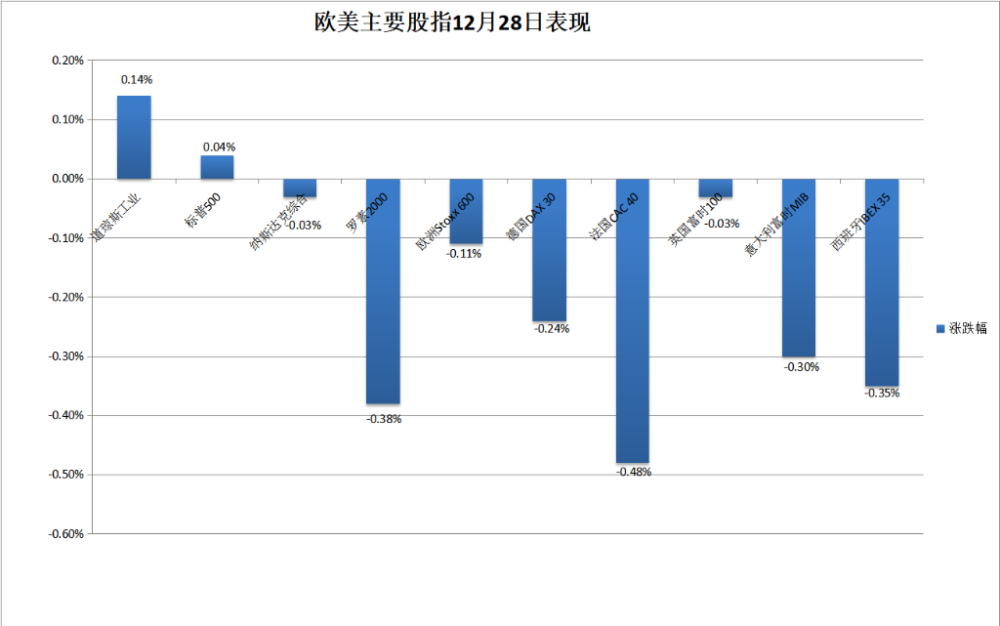 欧美主要股指12月28日表现
0.20%
0.10%
0.00%
-0.10%
-0.20%
-0.30%
-0.40%
-0.50%
-0.60%
0.14%
0.04%
-0.03%
-0.38%
-0.11%
-0.24%
-0.48%
-0.03%
-0.30%
-0.35%
道琼斯工业
标普500
纳斯达克综合
罗素2000
欧洲Stoxx 600
德国DAX 30
法国CAC 40
英国富时100
意大利富时MIB
西班牙IBEX 35
涨跌幅